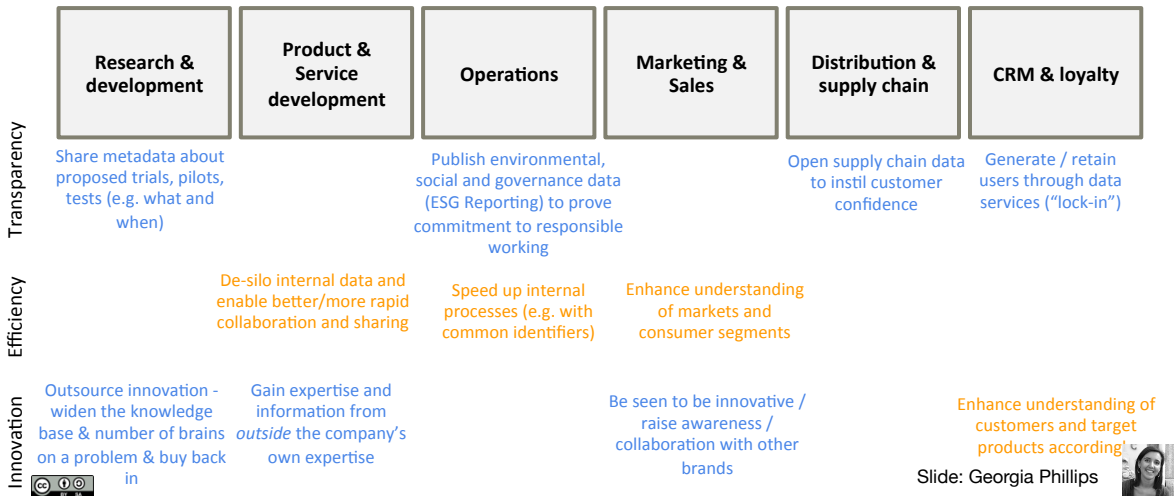 Research &
development
Product &
Service
development
Operations
Marketing &
Sales
Distribution &
supply chain
CRM & loyalty
Transparency
Share metadata about
proposed trials, pilots,
tests (e.g. what and
when)
Publish environmental,
social and governance data
(ESG Reporting) to prove
commitment to responsible
working
Open supply chain data
to instil customer
confidence
Generate / retain
users through data
services (“lock-in”)
Efficiency
De-silo internal data and
enable better/more rapid
collaboration and sharing
Speed up internal
processes (e.g. with
common identifiers)
Enhance understanding
of markets and
consumer segments
Innovation
Outsource innovation -
widen the knowledge
base & number of brains
on a problem & buy back
in
Gain expertise and
information from
outside the company’s
own expertise
Be seen to be innovative /
raise awareness /
collaboration with other
brands
Enhance understanding of
customers and target
products
Slide: Georgia Phillips
cc
BY SA